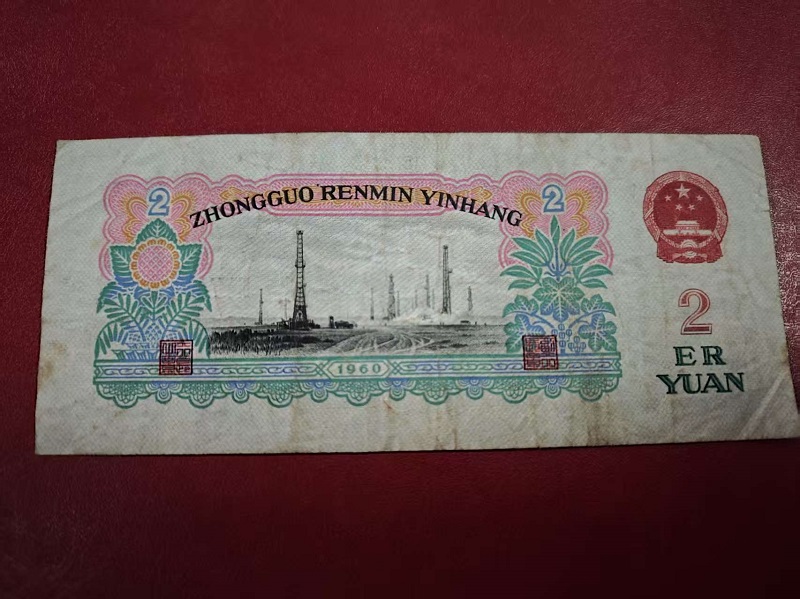 2 2
ZHONGGUO RENMIN YINHANG
1960
2
ER
YUAN